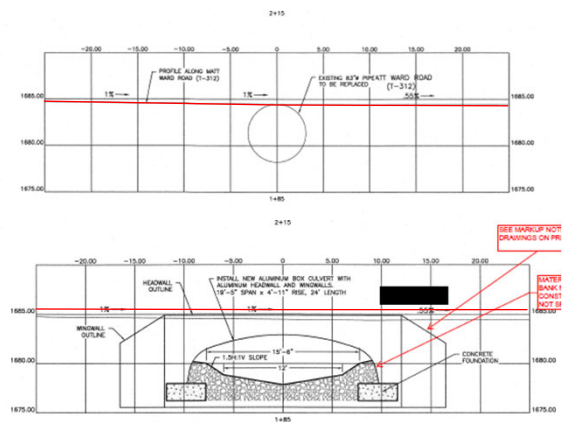 2+15
-20.00 -15.00 -10.00 -5.00 0.00 5.00 10.00 15.00 20.00
PROFILE ALONG MATT
WARD ROAD (T-312)
EXISTING 83"Ø PIPE
TO BE REPLACED
MATT WARD ROAD
(T-312)
1% 1% .55%
1685.00 1685.00
1680.00 1680.00
1675.00 1675.00
1+85
2+15
-20.00 -15.00 -10.00 -5.00 0.00 5.00 10.00 15.00 20.00
SEE MARKUP
DRAWINGS ON
INSTALL NEW ALUMINUM BOX CULVERT WITH
ALUMINUM HEADWALL AND WINGWALLS.
19'-5" SPAN x 4'-11" RISE, 24' LENGTH
HEADWALL
OUTLINE
BANK
NOT
1685.00 1685.00
1% 1% .55%
WINGWALL
OUTLINE
15'-6"
1.5H:1V SLOPE
12'
CONCRETE
FOUNDATION
1680.00 1680.00
1675.00 1675.00
1+85